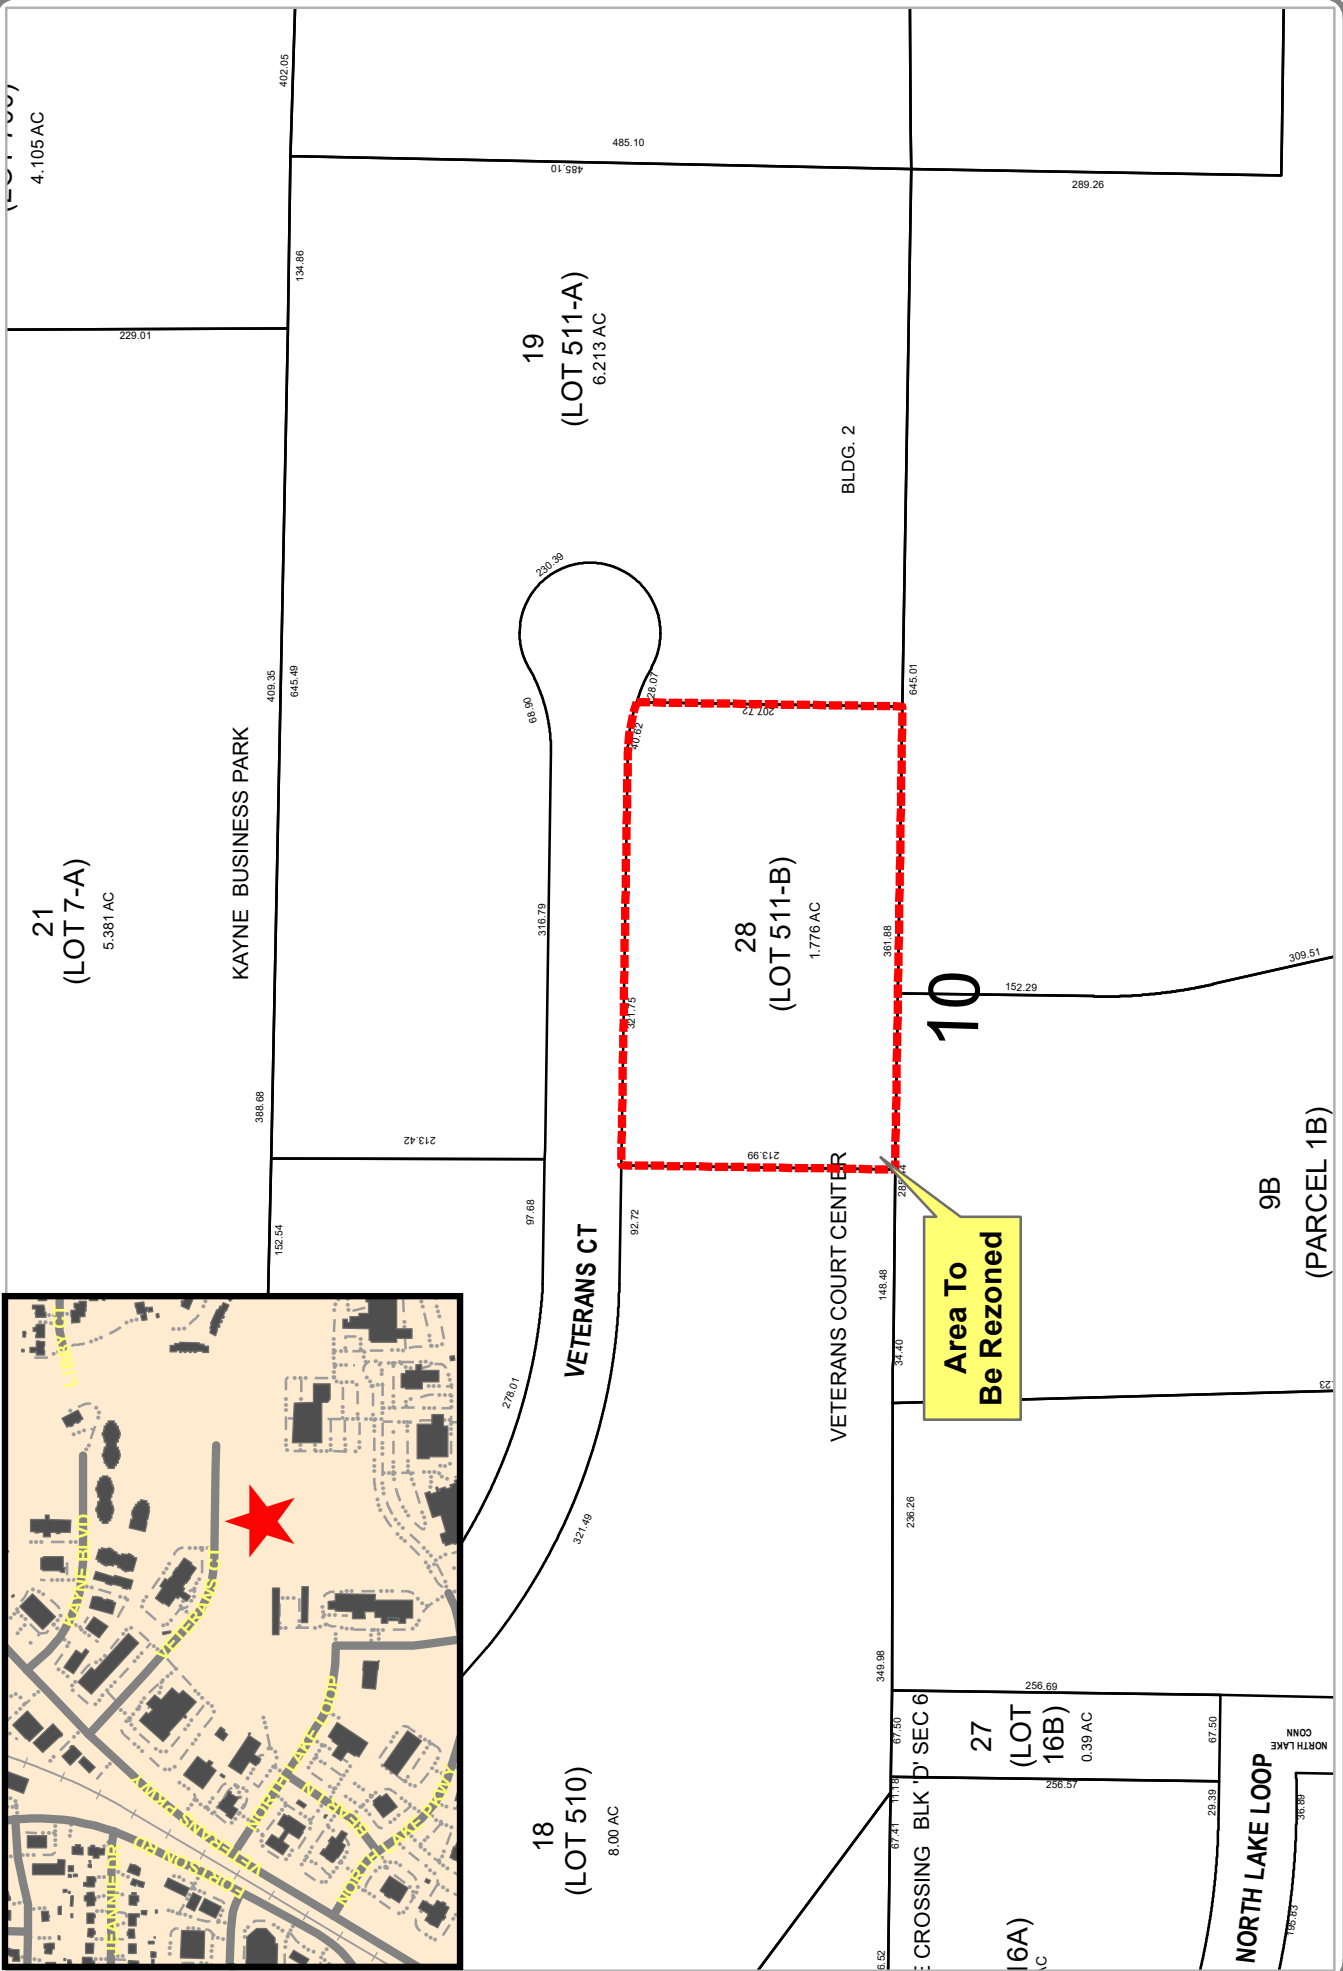 4.105 AC
402.05
485.10
485.10
289.26
134.86
229.01
19
(LOT 511-A)
6.213 AC
BLDG. 2
230.39
68.90
28.07
40.62
207.72
645.01
409.35
645.49
KAYNE BUSINESS PARK
21
(LOT 7-A)
5.381 AC
316.79
321.75
28
(LOT 511-B)
1.776 AC
361.88
10
152.29
309.51
388.68
213.42
213.99
152.54
97.68
92.72
VETERANS CT
VETERANS COURT CENTER
148.48
34.40
Area To
Be Rezoned
9B
(PARCEL 1B)
278.01
321.49
236.26
349.98
256.69
67.50
27
(LOT
16B)
0.39 AC
67.50
256.57
11.18
67.41
29.39
36.89
195.83
NORTH LAKE
CONN
NORTH LAKE LOOP
CROSSING BLK 'D' SEC 6
18
(LOT 510)
8.00 AC
LIBBY CT
KAYNE BLVD
VETERANS CT
NORTH LAKE LOOP
NORTH LAKE PKWY
VETERANS PKWY
VETERANS PKWY
FORTSON RD
JEANNIE DR